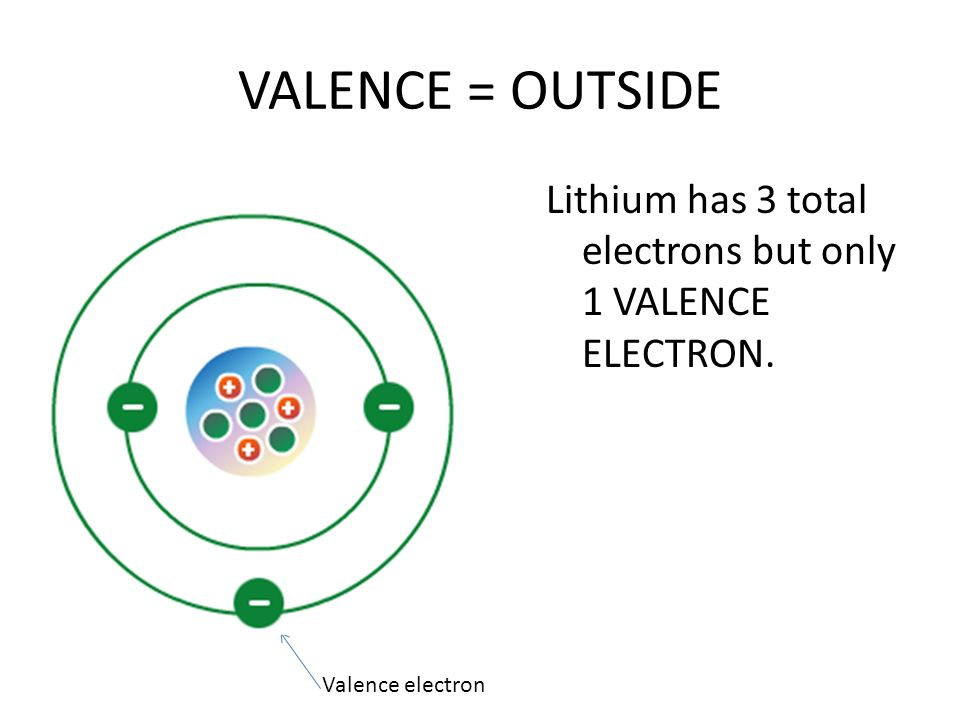 VALENCE = OUTSIDE
Lithium has 3 total
electrons but only
1 VALENCE
ELECTRON.
+
+
+
−
−
−
Valence electron